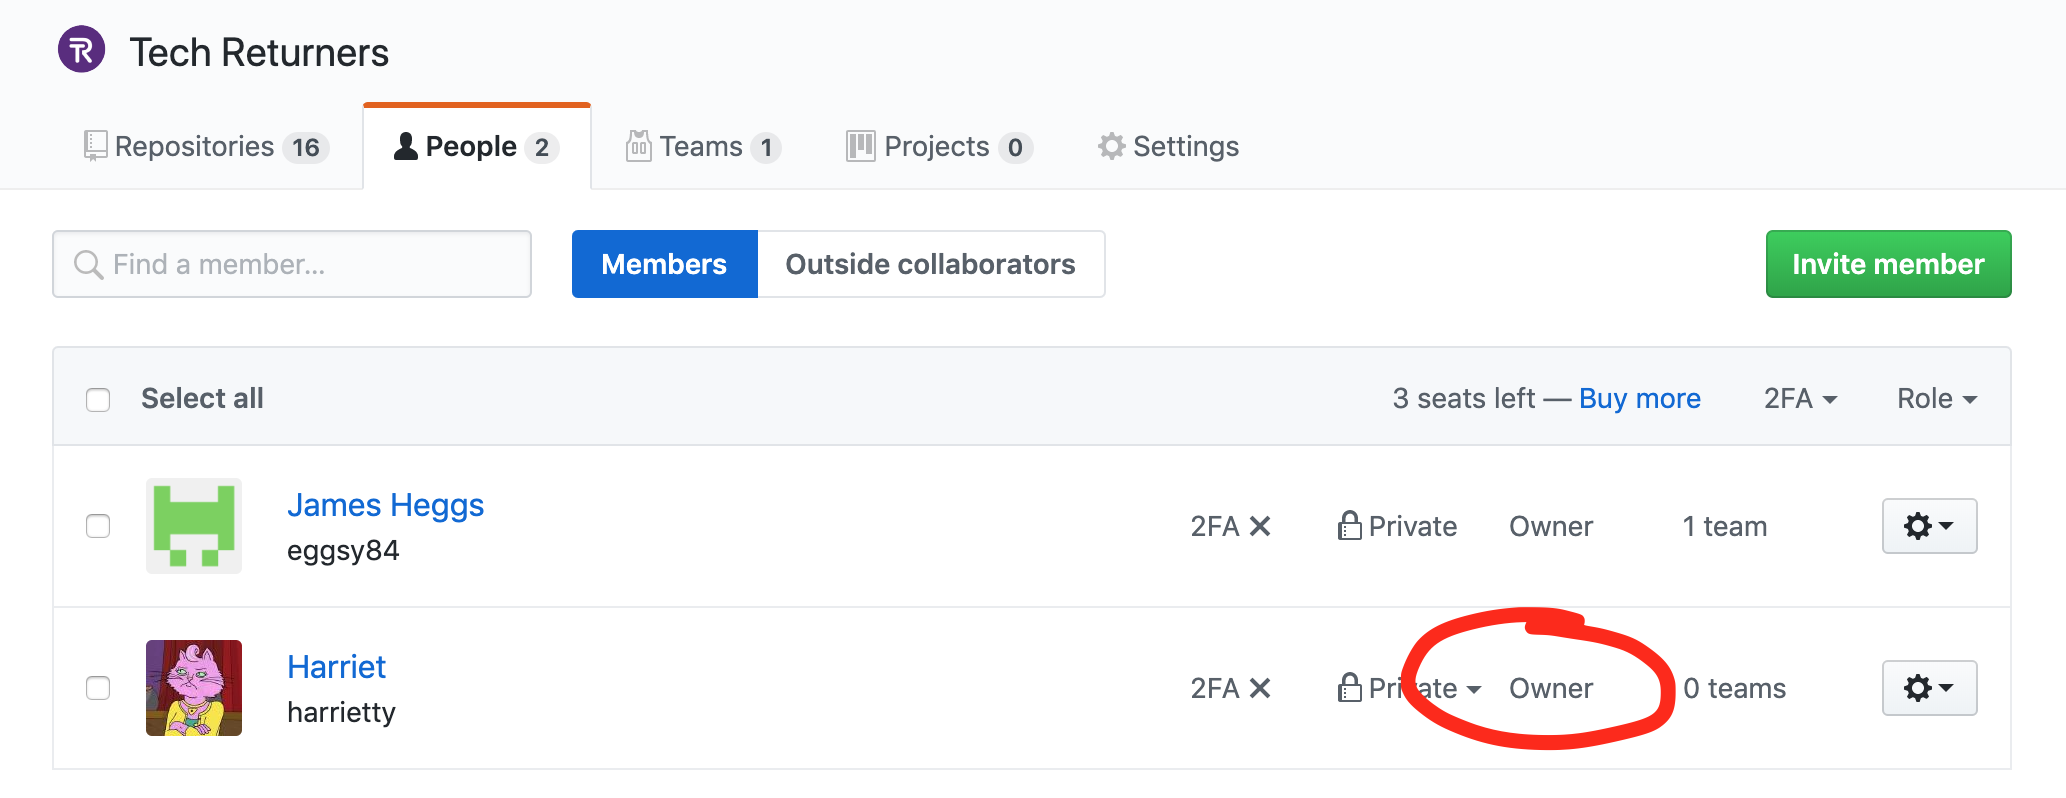 Tech Returners
Repositories 16 People 2 Teams 1 Projects 0 Settings
Find a member... Members Outside collaborators Invite member
Select all 3 seats left — Buy more 2FA Role
James Heggs
eggsy84
2FA Private Owner 1 team
Harriet
harrietty
2FA Private Owner 0 teams